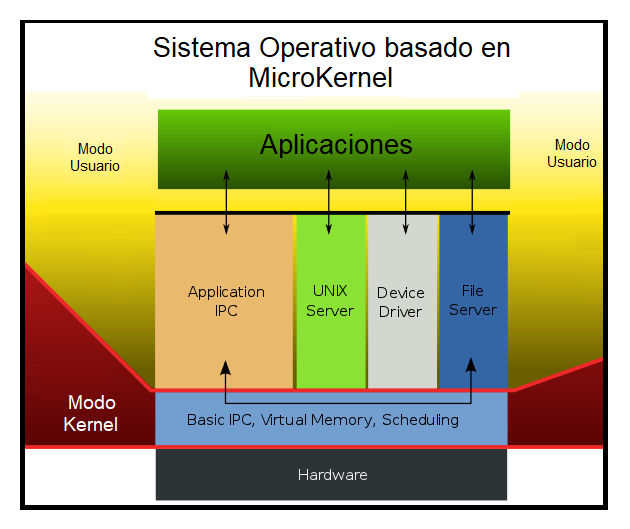 Sistema Operativo basado en
MicroKernel
Modo
Usuario
Aplicaciones
Modo
Usuario
Application
IPC
UNIX
Server
Device
Driver
File
Server
Modo
Kernel
Basic IPC, Virtual Memory, Scheduling
Hardware